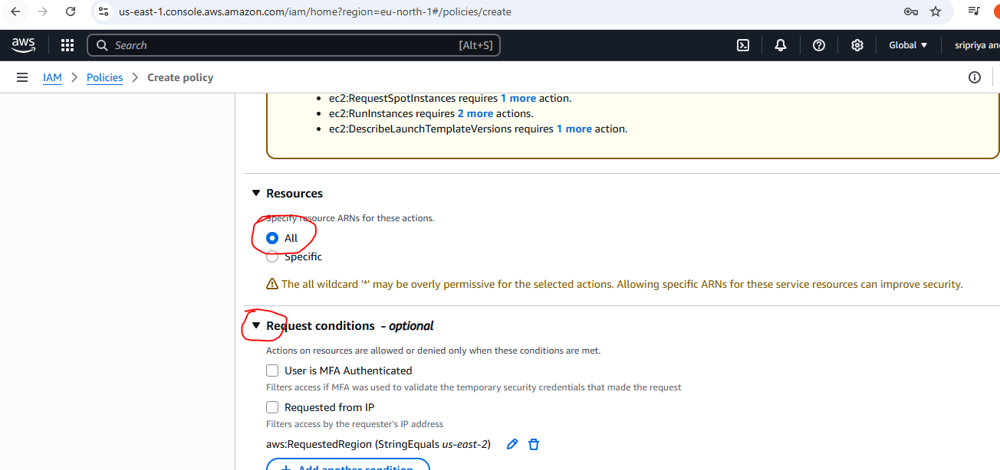 us-east-1.console.aws.amazon.com/iam/home?region=eu-north-1#/policies/create
aws
Search [Alt+S]
Global
sripriya
IAM > Policies > Create policy
• ec2:RequestSpotInstances requires 1 more action.
• ec2:RunInstances requires 2 more actions.
• ec2:DescribeLaunchTemplateVersions requires 1 more action.
Resources
Specify resource ARNs for these actions.
All
Specific
The all wildcard '*' may be overly permissive for the selected actions. Allowing specific ARNs for these service resources can improve security.
Request conditions - optional
Actions on resources are allowed or denied only when these conditions are met.
User is MFA Authenticated
Filters access if MFA was used to validate the temporary security credentials that made the request
Requested from IP
Filters access by the requester's IP address
aws:RequestedRegion (StringEquals us-east-2)
+ Add another condition